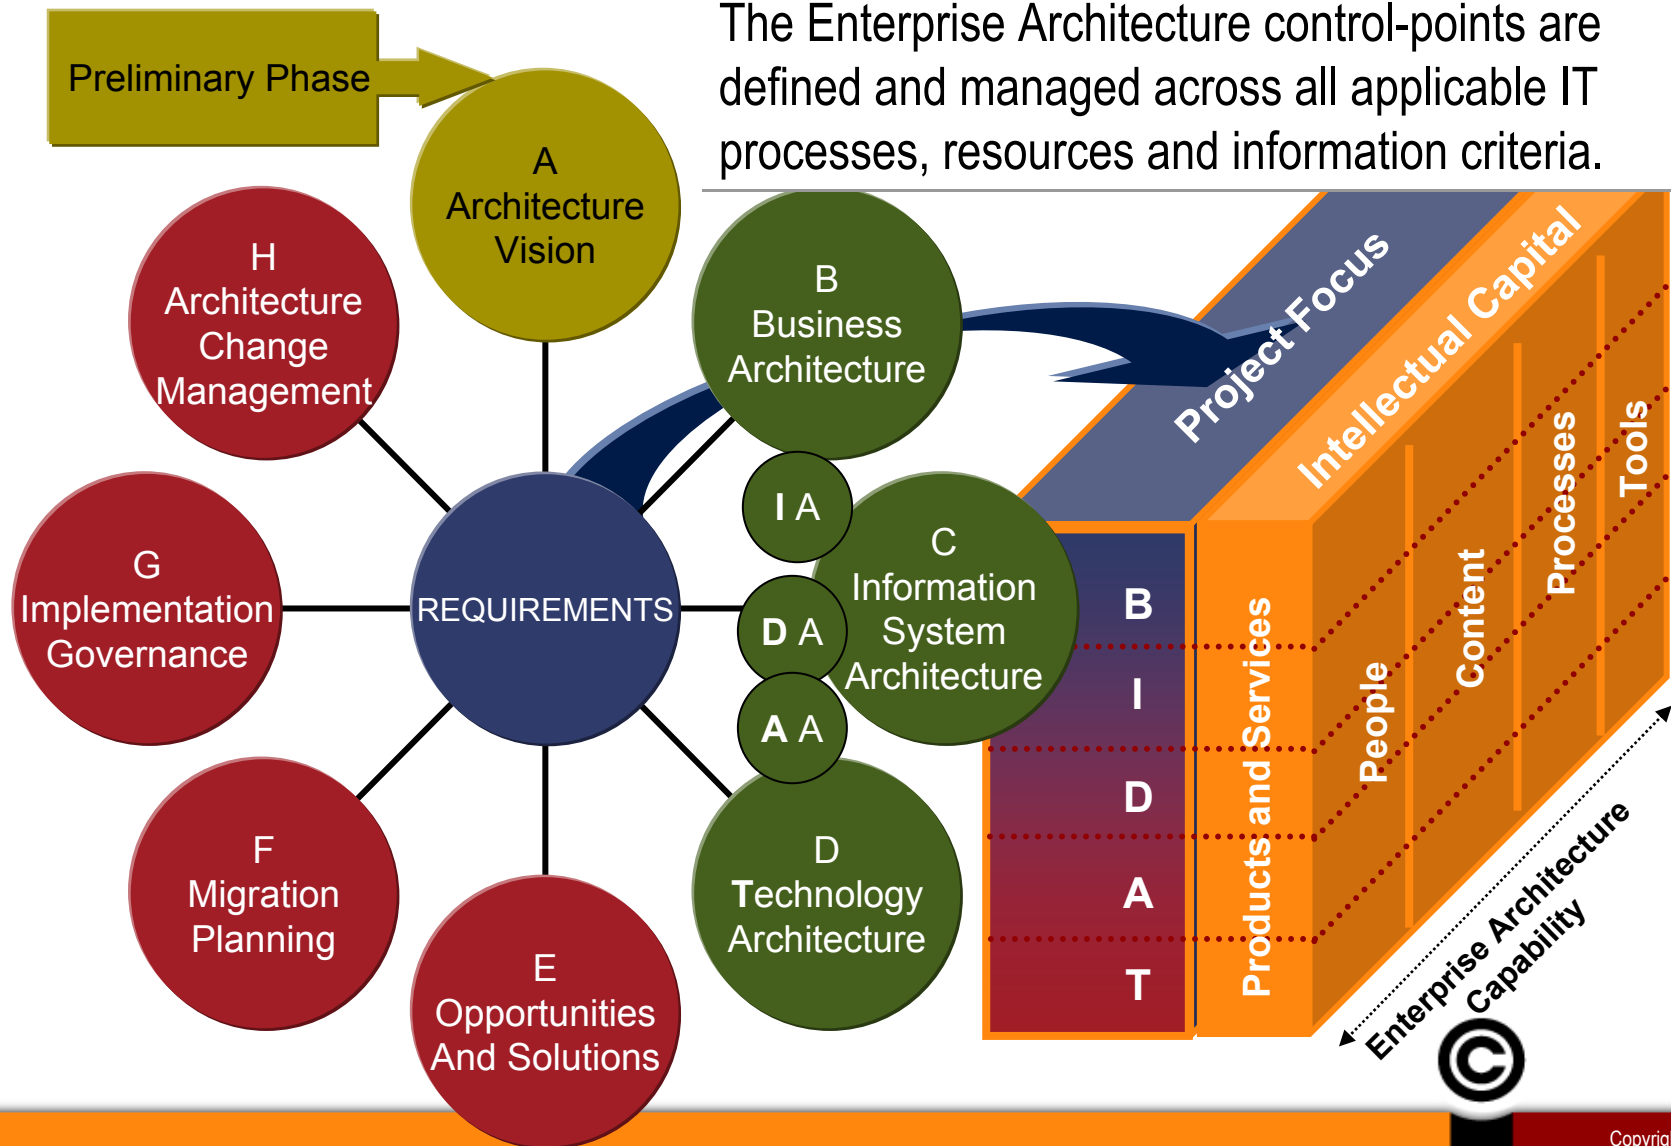 The Enterprise Architecture control-points are
defined and managed across all applicable IT
processes, resources and information criteria.
Preliminary Phase
A
Architecture
Vision
H
Architecture
Change
Management
B
Business
Architecture
I A
G
Implementation
Governance
REQUIREMENTS
D A
C
Information
System
Architecture
A A
F
Migration
Planning
D
Technology
Architecture
E
Opportunities
And Solutions
Project Focus
Intellectual Capital
B
I
D
A
T
Products and Services
People
Content
Processes
Tools
Enterprise Architecture
Capability
©